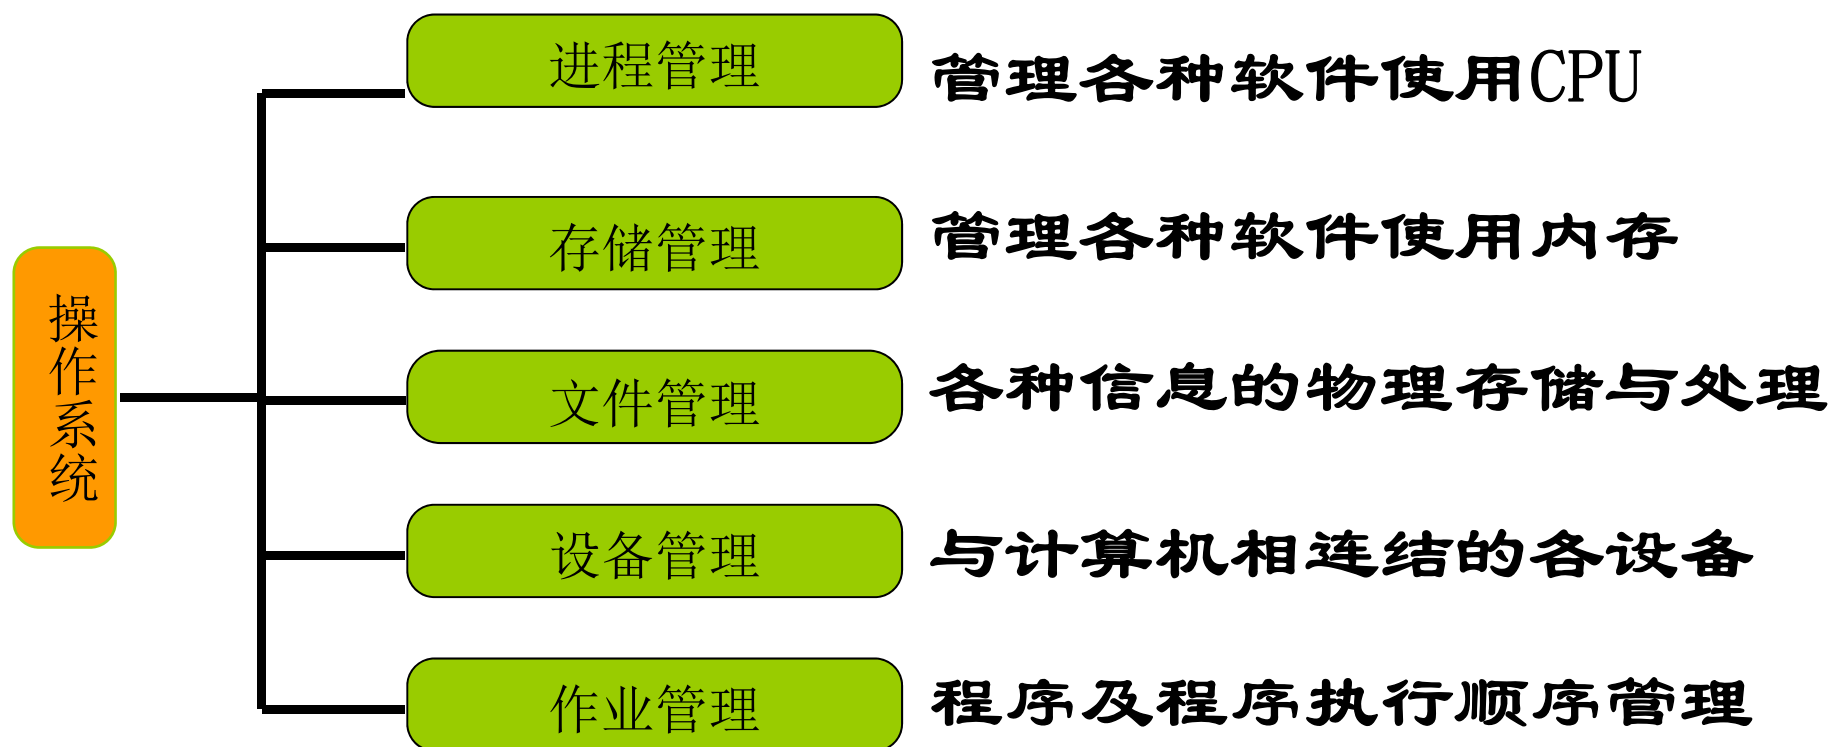 操作系统
进程管理
管理各种软件使用CPU
存储管理
管理各种软件使用内存
文件管理
各种信息的物理存储与处理
设备管理
与计算机相连结的各设备
作业管理
程序及程序执行顺序管理